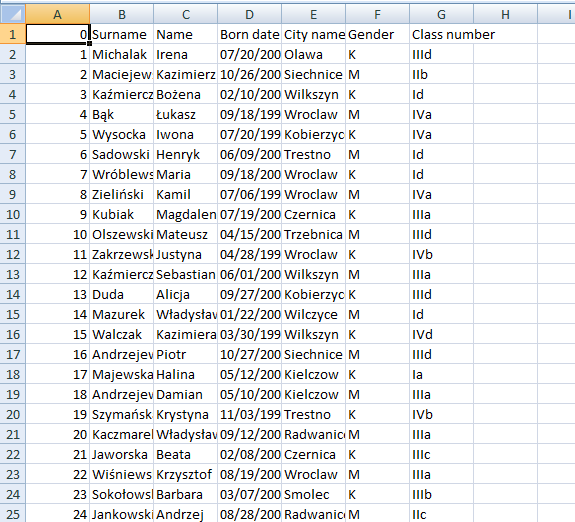 A B C D E F G H I
1 0 Surname Name Born date City name Gender Class number
2 1 Michalak Irena 07/20/200 Olawa K IIId
3 2 Maciejew Kazimierz 10/26/200 Siechnice M IIb
4 3 Kaźmiercz Bożena 02/10/200 Wilkszyn K Id
5 4 Bąk Łukasz 09/18/199 Wroclaw M IVa
6 5 Wysocka Iwona 07/20/199 Kobierzyc K IVa
7 6 Sadowski Henryk 06/09/200 Trestno M Id
8 7 Wróblews Maria 09/18/200 Wroclaw K Id
9 8 Zieliński Kamil 07/06/199 Wroclaw M IVa
10 9 Kubiak Magdalen 07/19/200 Czernica K IIIa
11 10 Olszewski Mateusz 04/15/200 Trzebnica M IIId
12 11 Zakrzewsk Justyna 04/28/199 Wroclaw K IVb
13 12 Kaźmiercz Sebastian 06/01/200 Wilkszyn M IIIa
14 13 Duda Alicja 09/27/200 Kobierzyc K IIId
15 14 Mazurek Władysław 01/22/200 Wilczyce M Id
16 15 Walczak Kazimiera 03/30/199 Wilkszyn K IVd
17 16 Andrzejew Piotr 10/27/200 Siechnice M IIId
18 17 Majewska Halina 05/12/200 Kielczow K Ia
19 18 Andrzejew Damian 05/10/200 Kielczow M IIIa
20 19 Szymańsk Krystyna 11/03/199 Trestno K IVb
21 20 Kaczmarel Władysław 09/12/200 Radwanice M IIIa
22 21 Jaworska Beata 02/08/200 Czernica K IIIc
23 22 Wiśniews Krzysztof 08/19/200 Wroclaw M IIIa
24 23 Sokołowsk Barbara 03/07/200 Smolec K IIIb
25 24 Jankowski Andrzej 08/28/200 Radwanice M IIc